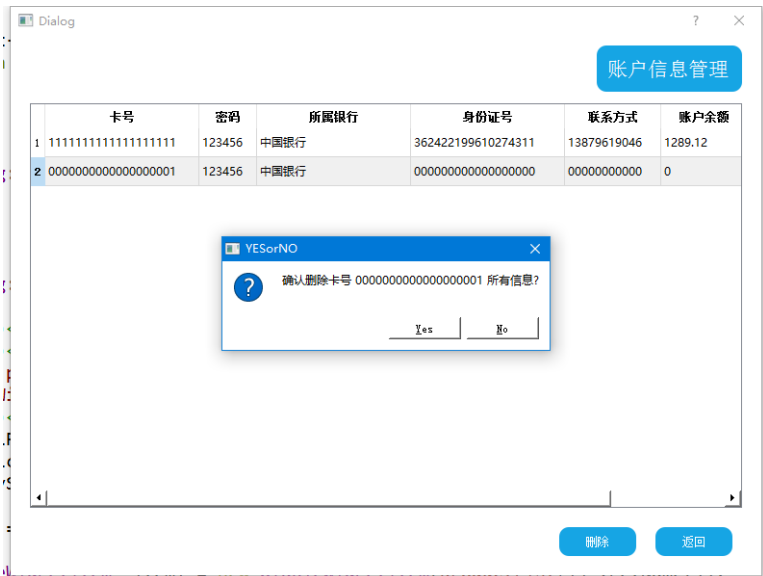 Dialog
账户信息管理
卡号 密码 所属银行 身份证号 联系方式 账户余额
1 1111111111111111111 123456 中国银行 362422199610274311 13879619046 1289.12
2 0000000000000000001 123456 中国银行 000000000000000000 00000000000 0
YESorNO
确认删除卡号 0000000000000000001 所有信息?
Yes No
删除 返回